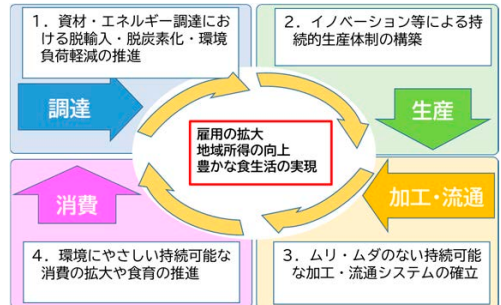 1．資材・エネルギー調達にお
ける脱輸入・脱炭素化・環境
負荷軽減の推進
調達
2．イノベーション等による持
続的生産体制の構築
生産
雇用の拡大
地域所得の向上
豊かな食生活の実現
消費
4．環境にやさしい持続可能な
消費の拡大や食育の推進
加工・流通
3．ムリ・ムダのない持続可能
な加工・流通システムの確立